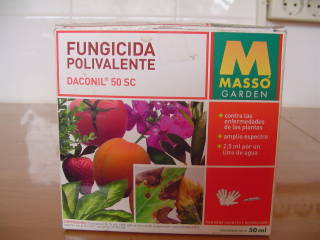 FUNGICIDA
POLIVALENTE
DACONIL® 50 SC
M
MASSÓ
GARDEN
contra las
enfermedades
de las plantas
amplio espectro
2,5 ml por un
litro de agua
50 ml